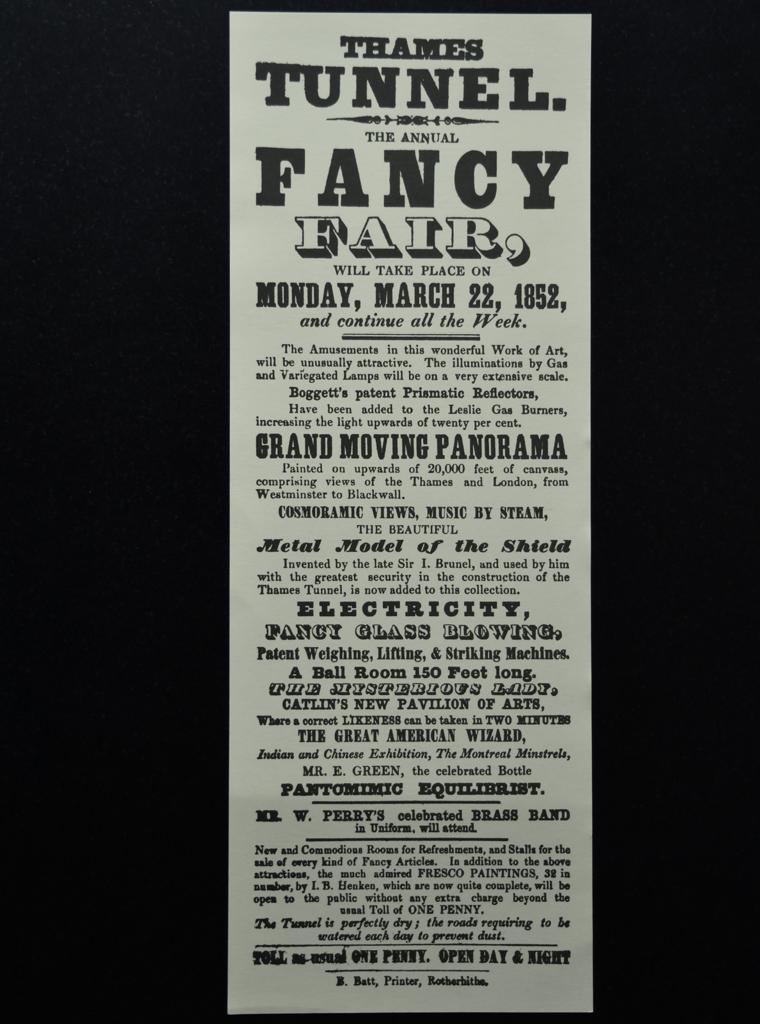 THAMES
TUNNEL.
THE ANNUAL
FANCY
FAIR,
WILL TAKE PLACE ON
MONDAY, MARCH 22, 1852,
and continue all the Week.
The Amusements in this wonderful Work of Art,
will be unusually attractive. The illuminations by Gas
and Variegated Lamps will be on a very extensive scale.
Boggett's patent Prismatic Reflectors,
Have been added to the Leslie Gas Burners,
increasing the light upwards of twenty per cent.
GRAND MOVING PANORAMA
Painted on upwards of 20,000 feet of canvass,
comprising views of the Thames and London, from
Westminster to Blackwall.
COSMORAMIC VIEWS, MUSIC BY STEAM,
THE BEAUTIFUL
Metal Model of the Shield
Invented by the late Sir I. Brunel, and used by him
with the greatest security in the construction of the
Thames Tunnel, is now added to this collection.
ELECTRICITY,
FANCY GLASS BLOWING,
Patent Weighing, Lifting, & Striking Machines.
A Ball Room 150 Feet long.
THE MYSTERIOUS LADY,
CATLIN'S NEW PAVILION OF ARTS,
Where a correct LIKENESS can be taken in TWO MINUTES
THE GREAT AMERICAN WIZARD,
Indian and Chinese Exhibition, The Montreal Minstrels,
MR. E. GREEN, the celebrated Bottle
PANTOMIMIC EQUILIBRIST.
MR. W. PERRY'S celebrated BRASS BAND
in Uniform, will attend.
New and Commodious Rooms for Refreshments, and Stalls for the
sale of every kind of Fancy Articles. In addition to the above
attractions, the much admired FRESCO PAINTINGS, 32 in
number, by I. B. Henken, which are now quite complete, will be
open to the public without any extra charge beyond the
usual Toll of ONE PENNY.
The Tunnel is perfectly dry; the roads requiring to be
watered each day to prevent dust.
TOLL as usual ONE PENNY. OPEN DAY & NIGHT
B. Batt, Printer, Rotherhithe.